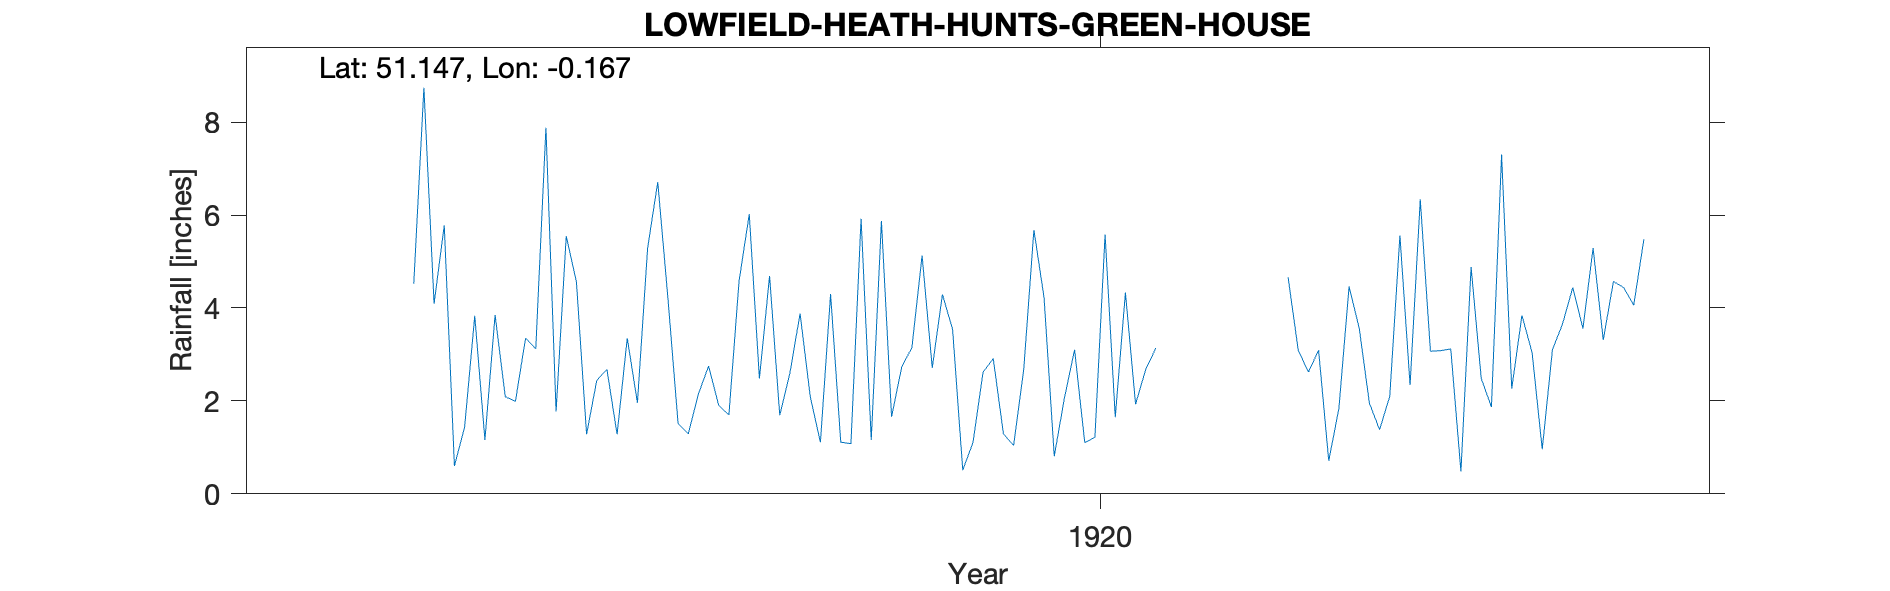 LOWFIELD-HEATH-HUNTS-GREEN-HOUSE
Lat: 51.147, Lon: -0.167
8
6
4
2
0
Rainfall [inches]
1920
Year